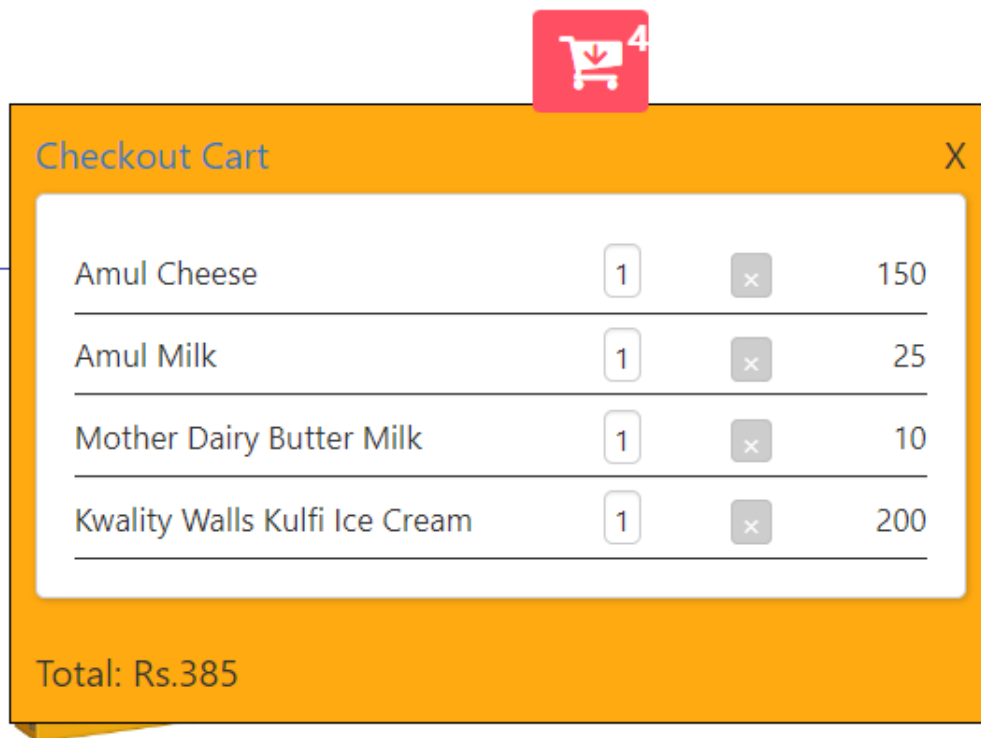 4
Checkout Cart X
Amul Cheese 1 × 150
Amul Milk 1 × 25
Mother Dairy Butter Milk 1 × 10
Kwality Walls Kulfi Ice Cream 1 × 200
Total: Rs.385